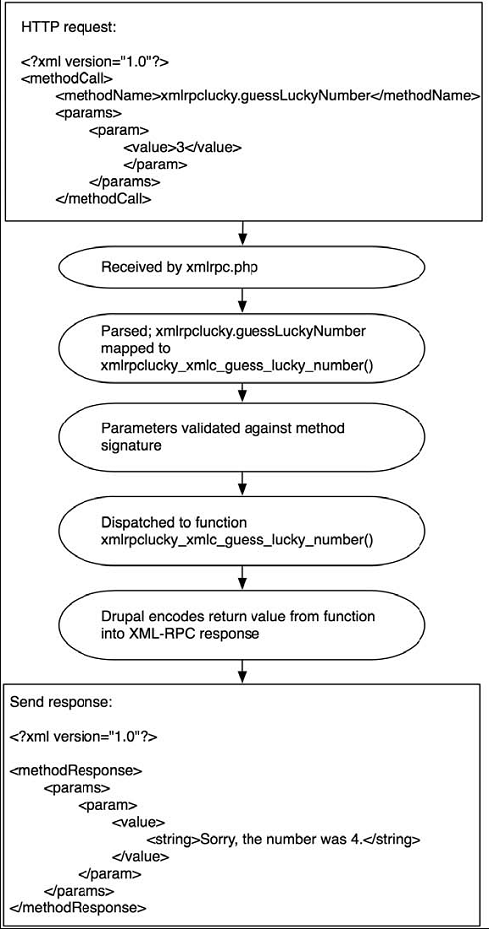 HTTP request:
<?xml version="1.0"?>
<methodCall>
<methodName>xmlrpclucky.guessLuckyNumber</methodName>
<params>
<param>
<value>3</value>
</param>
</params>
</methodCall>
Received by xmlrpc.php
Parsed; xmlrpclucky.guessLuckyNumber
mapped to
xmlrpclucky_xmlc_guess_lucky_number()
Parameters validated against method
signature
Dispatched to function
xmlrpclucky_xmlc_guess_lucky_number()
Drupal encodes return value from function
into XML-RPC response
Send response:
<?xml version="1.0"?>
<methodResponse>
<params>
<param>
<value>
<string>Sorry, the number was 4.</string>
</value>
</param>
</params>
</methodResponse>